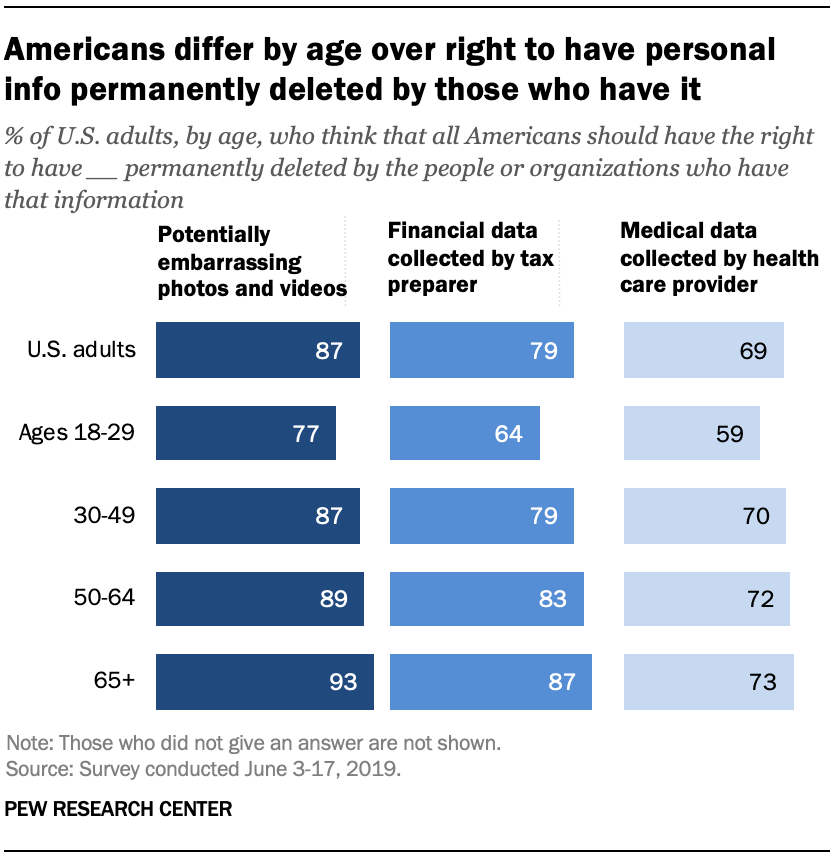 Americans differ by age over right to have personal
info permanently deleted by those who have it
% of U.S. adults, by age, who think that all Americans should have the right
to have __ permanently deleted by the people or organizations who have
that information
Potentially
embarrassing
photos and videos
Financial data
collected by tax
preparer
Medical data
collected by health
care provider
U.S. adults 87 79 69
Ages 18-29 77 64 59
30-49 87 79 70
50-64 89 83 72
65+ 93 87 73
Note: Those who did not give an answer are not shown.
Source: Survey conducted June 3-17, 2019.
PEW RESEARCH CENTER